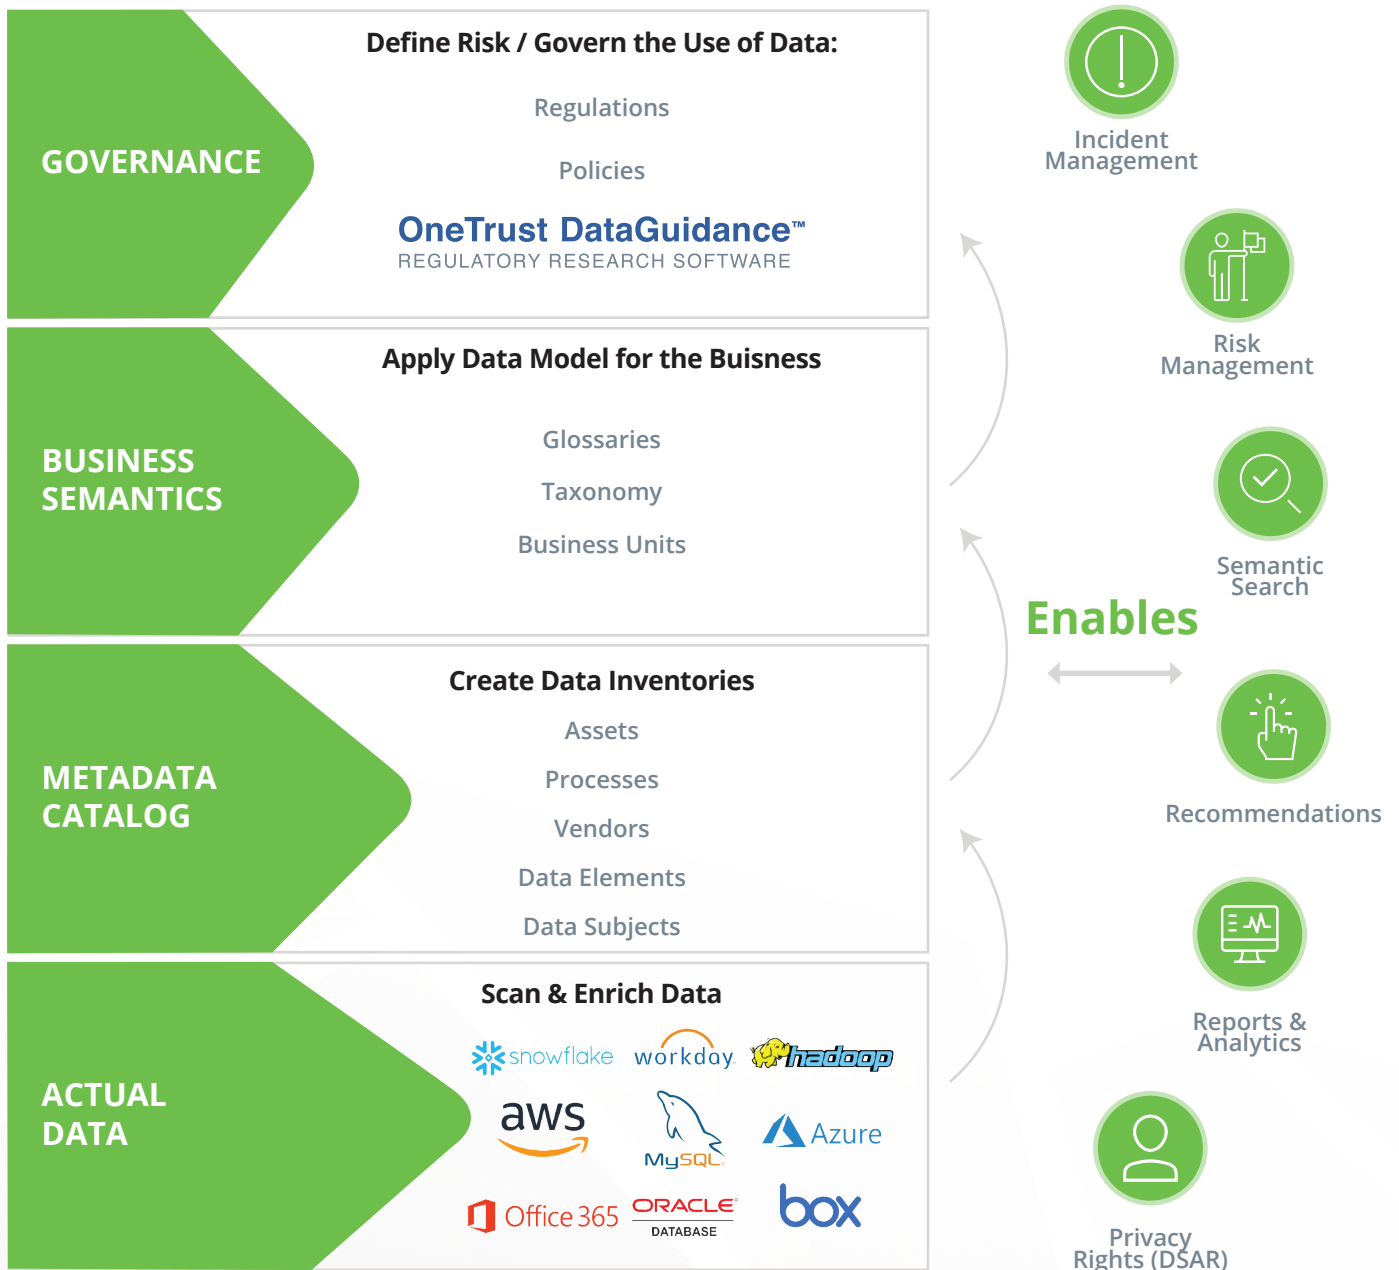 GOVERNANCE
Define Risk / Govern the Use of Data:
Regulations
Policies
OneTrust DataGuidance™
REGULATORY RESEARCH SOFTWARE
BUSINESS
SEMANTICS
Apply Data Model for the Buisness
Glossaries
Taxonomy
Business Units
METADATA
CATALOG
Create Data Inventories
Assets
Processes
Vendors
Data Elements
Data Subjects
ACTUAL
DATA
Scan & Enrich Data
snowflake workday. hadoop
aws MySQL Azure
Office 365 ORACLE box
DATABASE
Enables
Incident
Management
Risk
Management
Semantic
Search
Recommendations
Reports &
Analytics
Privacy
Rights (DSAR)